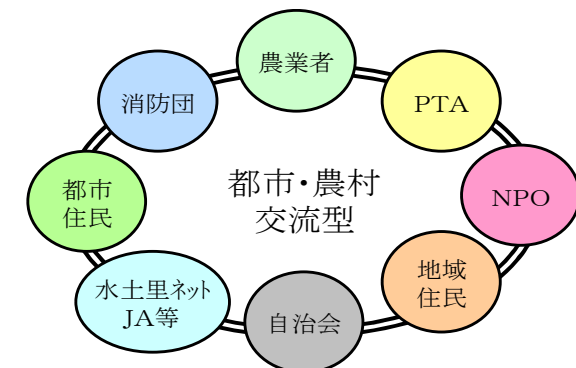 農業者
消防団
PTA
都市
住民
都市・農村
交流型
NPO
水土里ネット
JA等
地域
住民
自治会